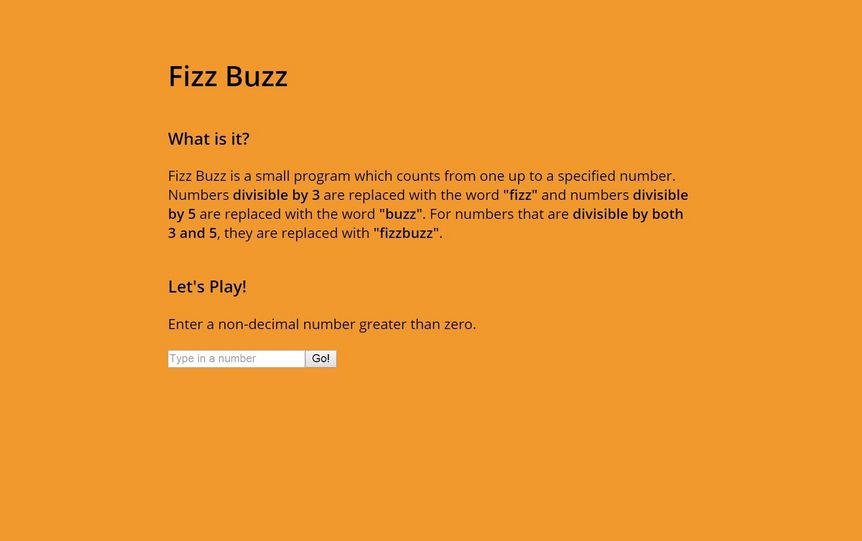 Fizz Buzz
What is it?
Fizz Buzz is a small program which counts from one up to a specified number.
Numbers divisible by 3 are replaced with the word "fizz" and numbers divisible
by 5 are replaced with the word "buzz". For numbers that are divisible by both
3 and 5, they are replaced with "fizzbuzz".
Let's Play!
Enter a non-decimal number greater than zero.
Type in a number Go!